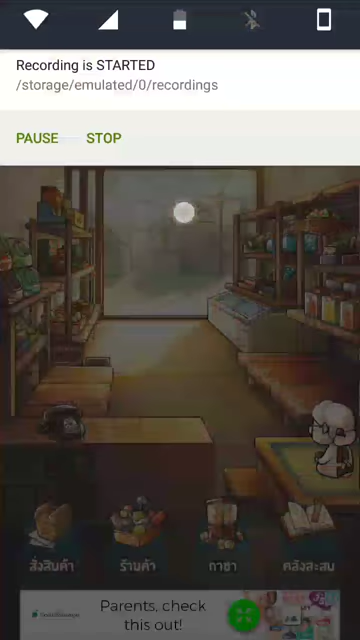 Recording is STARTED
/storage/emulated/0/recordings
PAUSE STOP
สั่งสินค้า ร้านค้า กาชา คลังสะสม
Parents, check
this out!